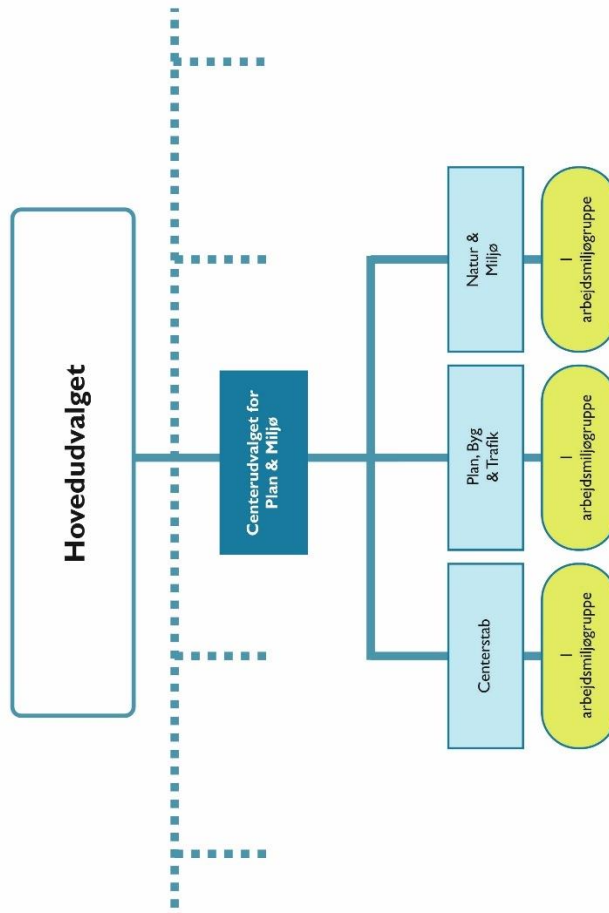 Hovedudvalget
Centerudvalget for
Plan & Miljø
Centerstab
Plan, Byg
& Trafik
Natur &
Miljø
1
arbejdsmiljøgruppe
1
arbejdsmiljøgruppe
1
arbejdsmiljøgruppe